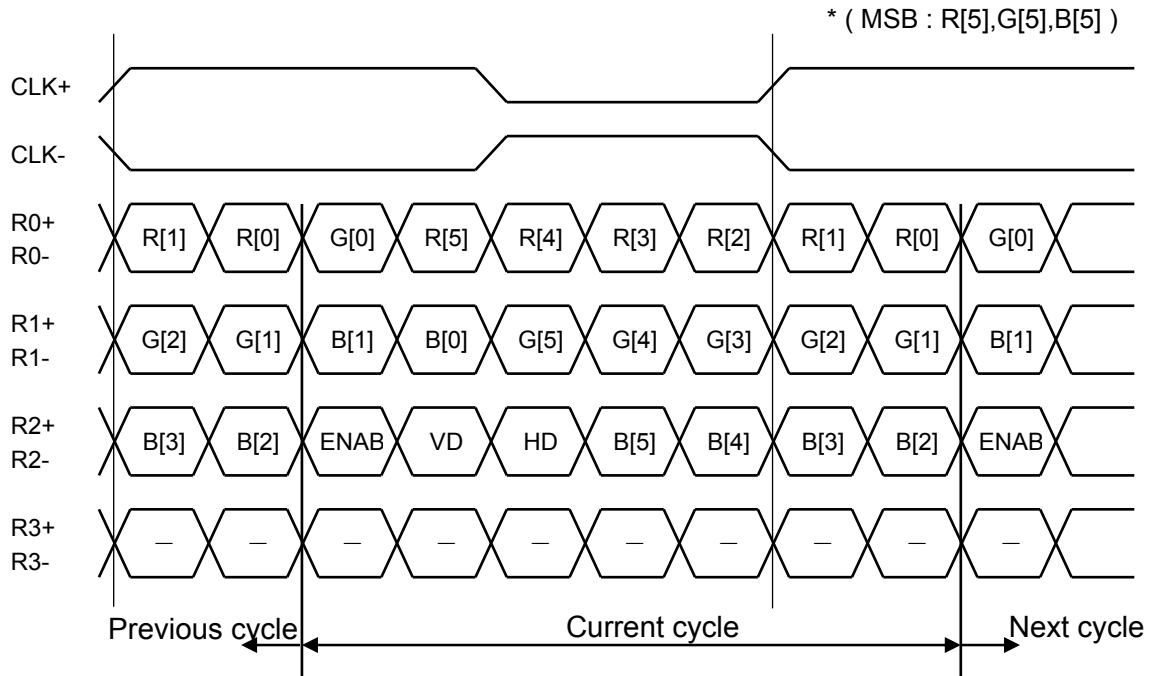 * ( MSB : R[5],G[5],B[5] )
CLK+
CLK-
R0+
R0-
R[1] R[0] G[0] R[5] R[4] R[3] R[2] R[1] R[0] G[0]
R1+
R1-
G[2] G[1] B[1] B[0] G[5] G[4] G[3] G[2] G[1] B[1]
R2+
R2-
B[3] B[2] ENAB VD HD B[5] B[4] B[3] B[2] ENAB
R3+
R3-
— — — — — — — — — —
Previous cycle Current cycle Next cycle